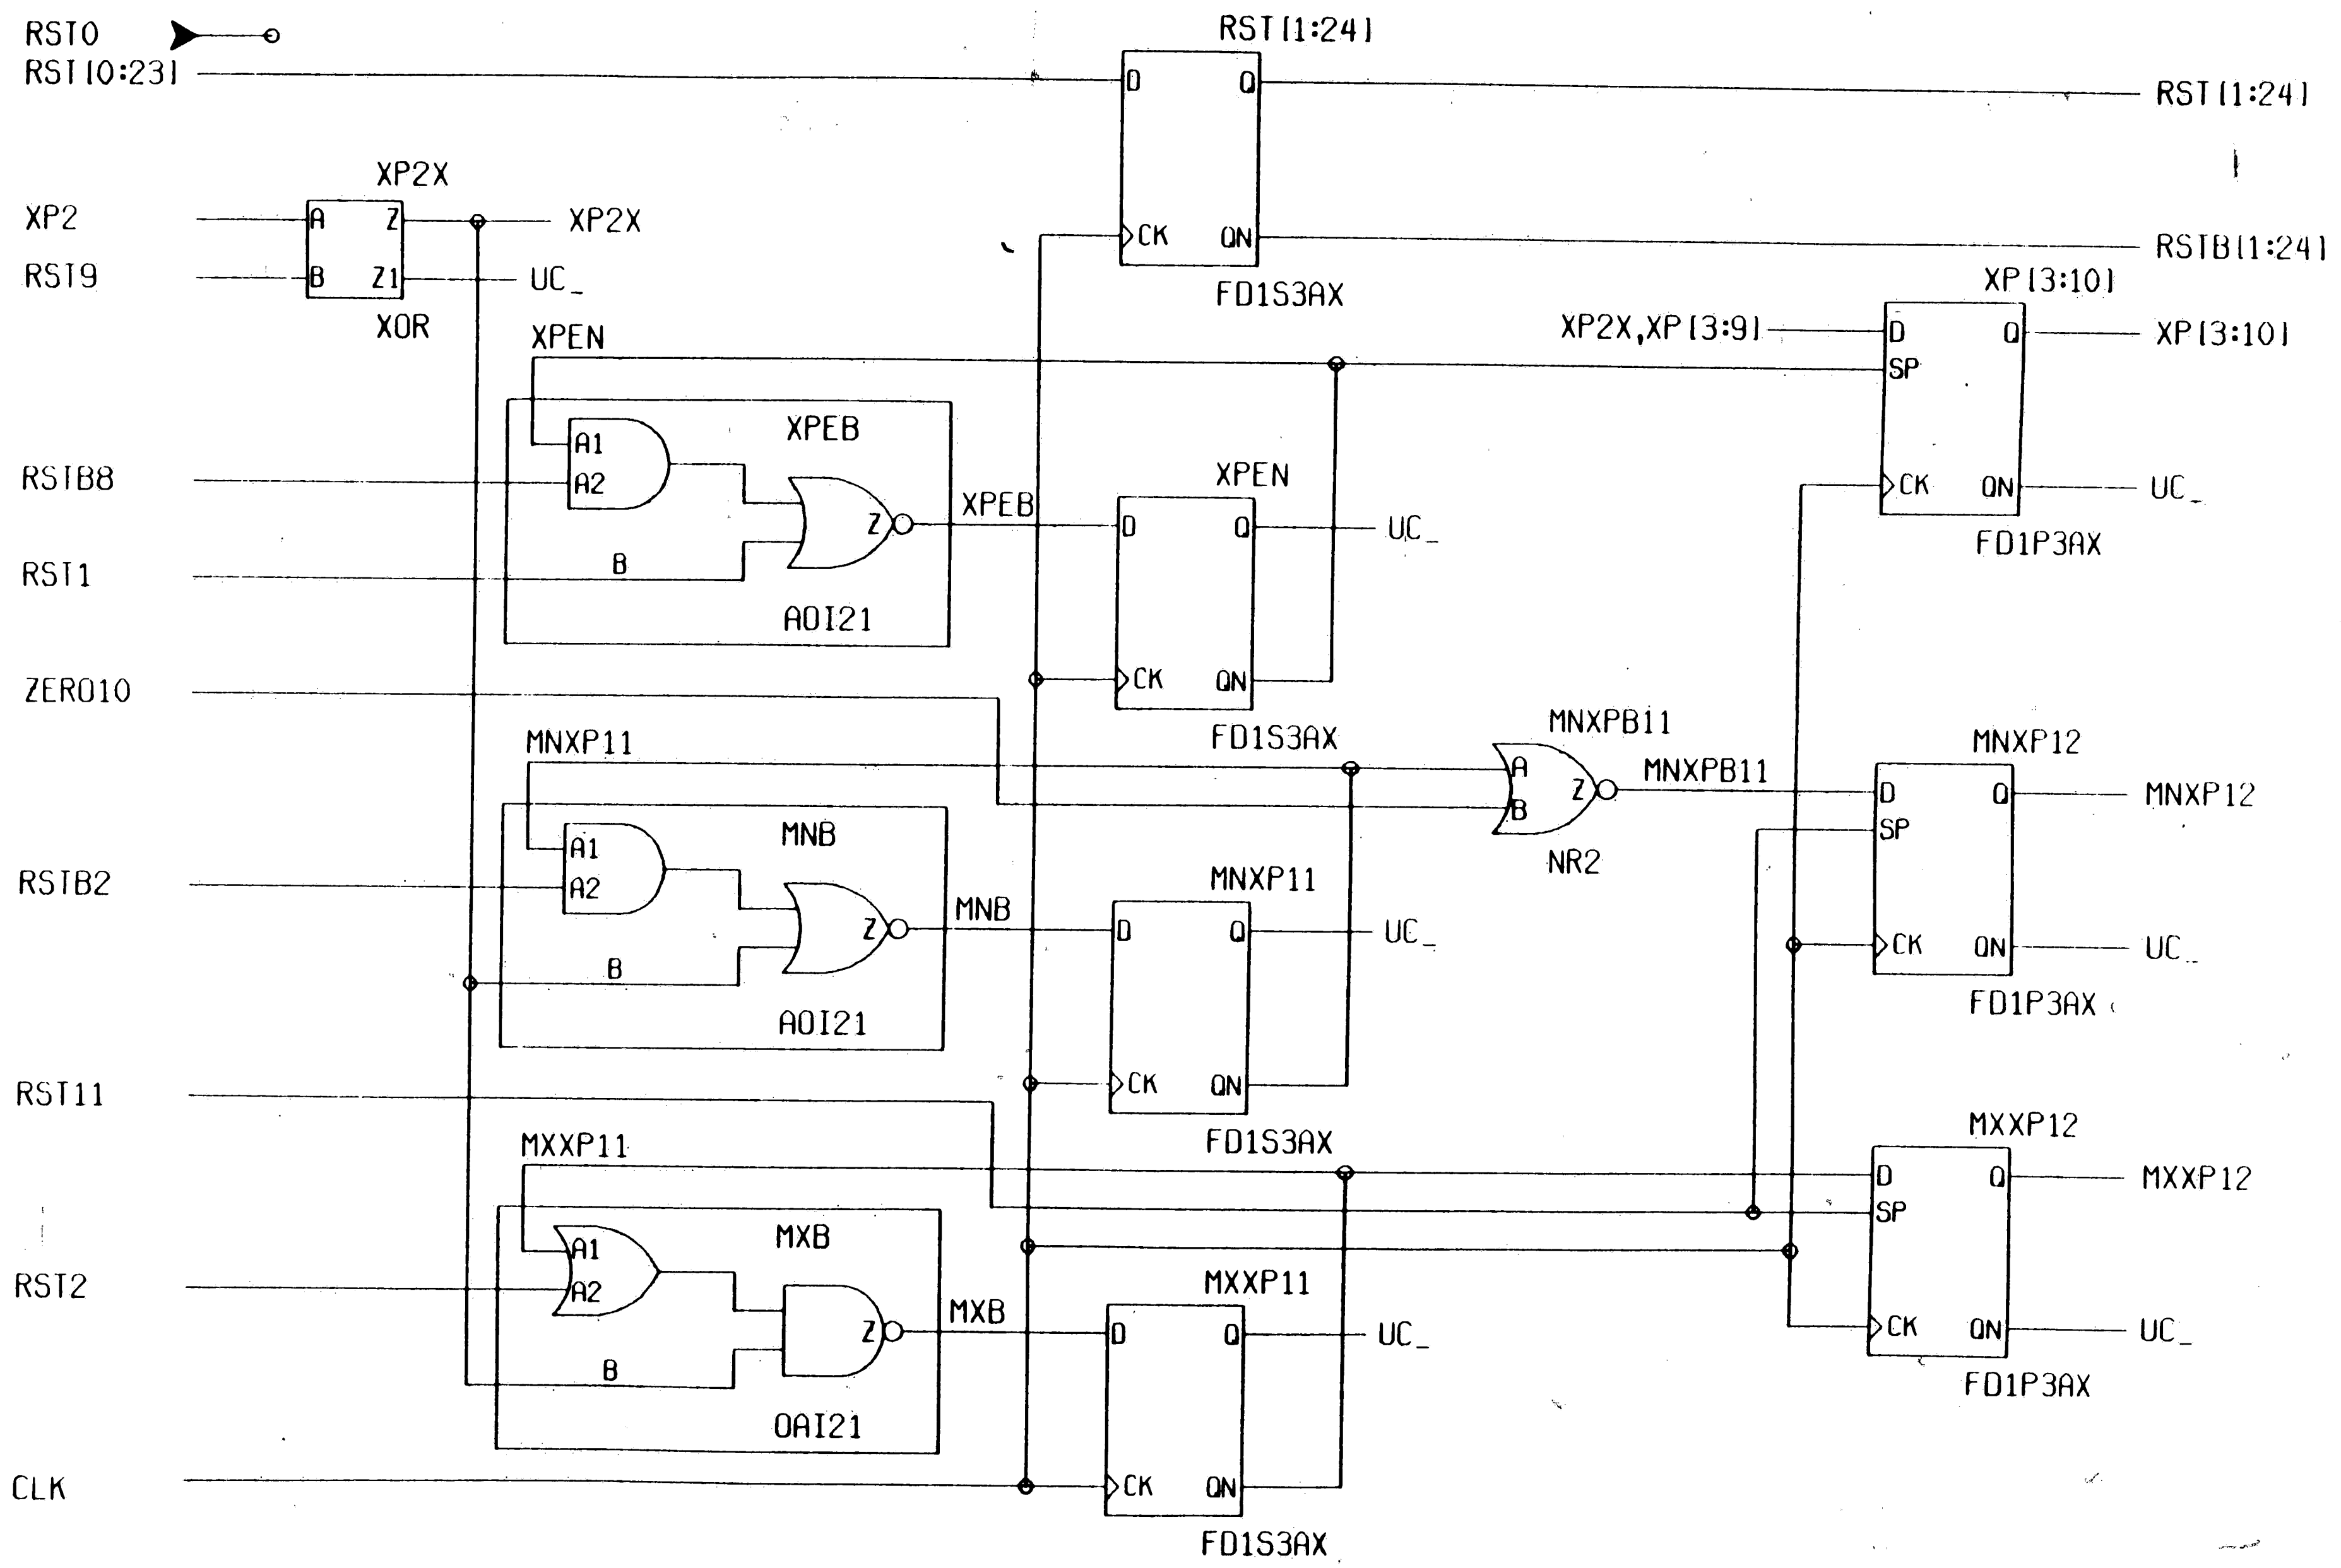 RST[1:24]
RST0
RST[0:23]
D Q
RST[1:24]
XP2X
XP2 A Z XP2X
CK QN
RSTB[1:24]
RST9 B Z1 UC_
XP[3:10]
FD1S3AX
XOR
XPEN
XP2X,XP[3:9] D Q XP[3:10]
SP
XPEB
A1
RSTB8 A2
XPEN
CK QN UC_
XPEB
Z D Q UC_
FD1P3AX
RST1 B
AOI21
ZERO10
CK QN
FD1S3AX
MNXPB11
MNXP11
MNXP12
A
Z MNXPB11 D Q MNXP12
B
MNB
SP
A1
NR2
RSTB2 A2
MNXP11
MNB
Z D Q UC_
CK QN UC_
B
FD1P3AX
AOI21
RST11
CK QN
MXXP12
MXXP11
FD1S3AX
D Q MXXP12
SP
MXB
A1
RST2 A2
MXXP11
MXB
Z D Q UC_
CK QN UC_
B
FD1P3AX
OAI21
CLK
CK QN
FD1S3AX